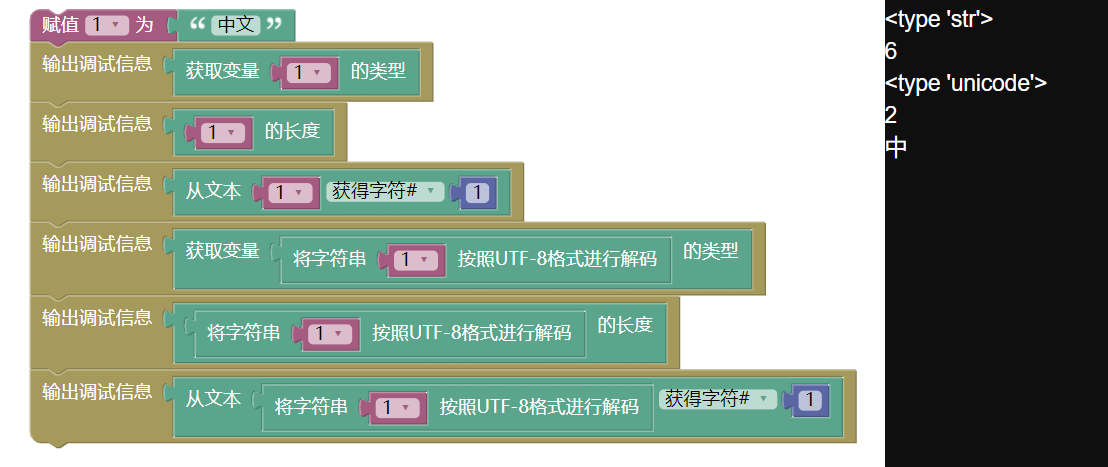 赋值 1 为 “ 中文 ”
输出调试信息 获取变量 1 的类型
输出调试信息 1 的长度
输出调试信息 从文本 1 获得字符# 1
输出调试信息 获取变量 将字符串 1 按照UTF-8格式进行解码 的类型
输出调试信息 将字符串 1 按照UTF-8格式进行解码 的长度
输出调试信息 从文本 将字符串 1 按照UTF-8格式进行解码 获得字符# 1
<type 'str'>
6
<type 'unicode'>
2
中